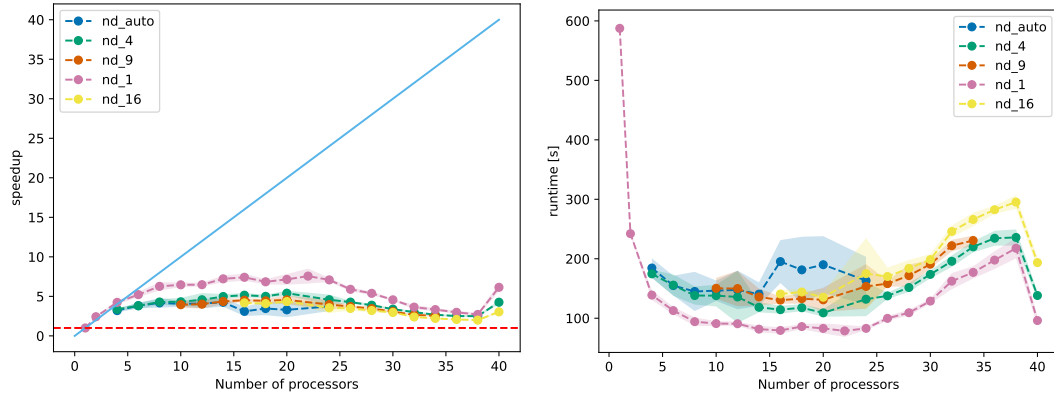 40
35
30
25
20
15
10
5
0
speedup
nd_auto
nd_4
nd_9
nd_1
nd_16
0 5 10 15 20 25 30 35 40
Number of processors
600
500
400
300
200
100
runtime [s]
nd_auto
nd_4
nd_9
nd_1
nd_16
0 5 10 15 20 25 30 35 40
Number of processors